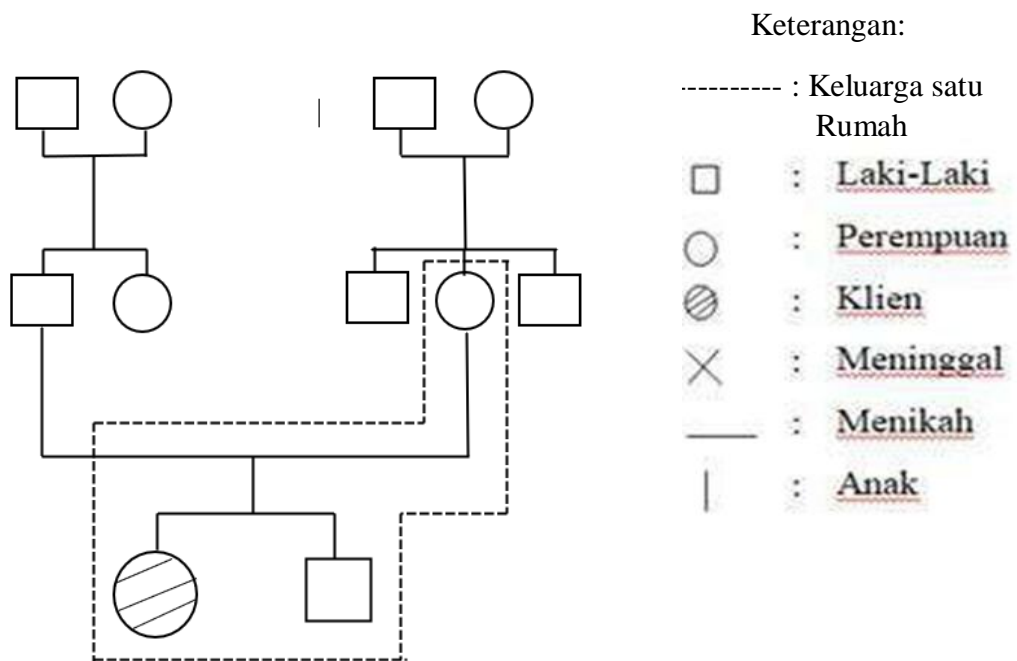 Keterangan:
: Keluarga satu
Rumah
: Laki-Laki
: Perempuan
: Klien
: Meninggal
: Menikah
: Anak